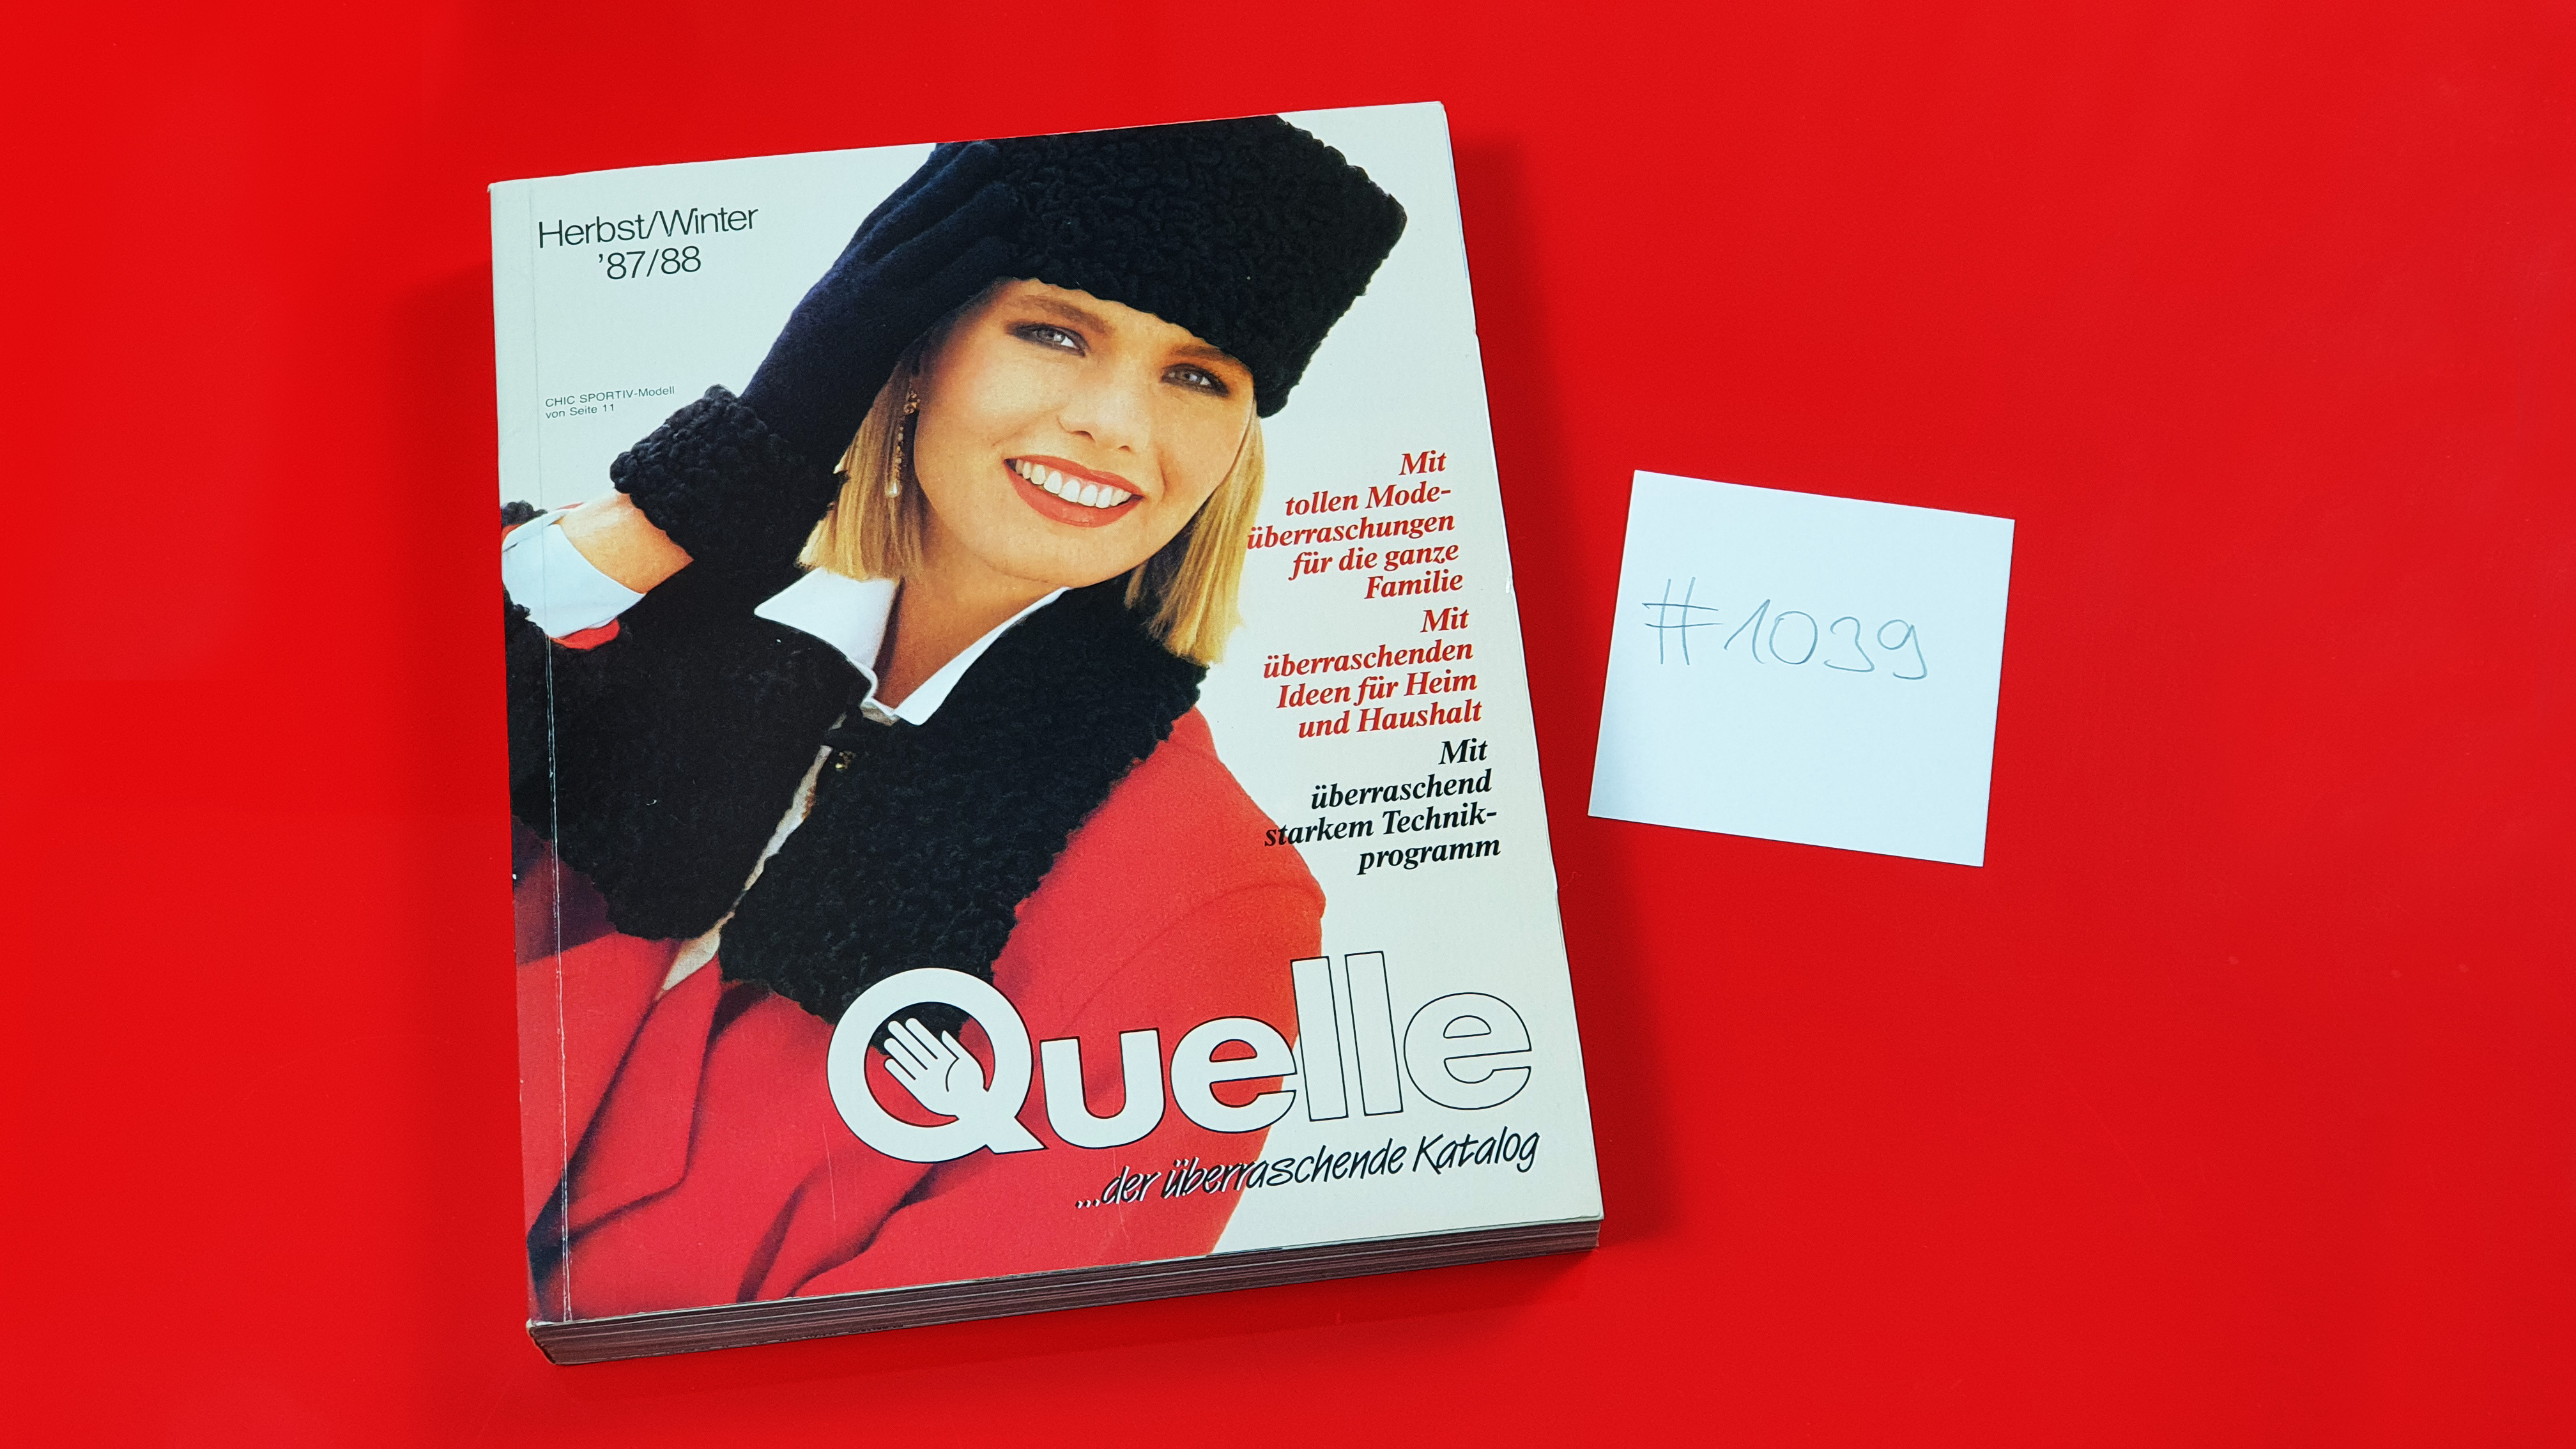 Herbst/Winter
'87/88
CHIC SPORTIV-Modell
von Seite 11
Mit
tollen Mode-
überraschungen
für die ganze
Familie
Mit
überraschenden
Ideen für Heim
und Haushalt
Mit
überraschend
starkem Technik-
programm
Quelle
...der überraschende Katalog
#1039